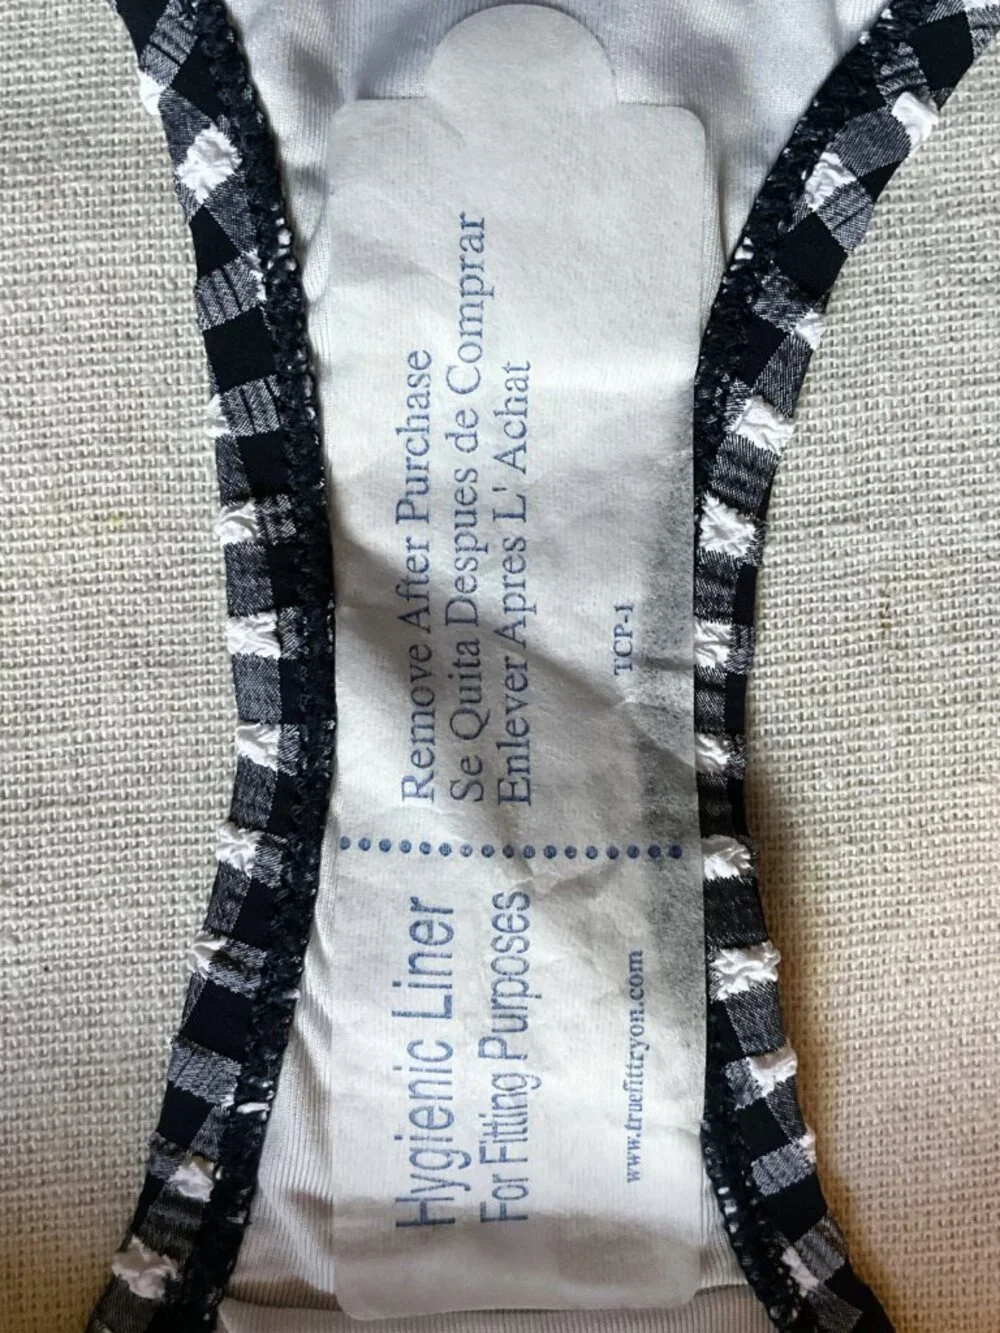 Hygienic Liner
For Fitting Purposes
www.truefittryon.com
Remove After Purchase
Se Quita Despues de Comprar
Enlever Apres L' Achat
TCP-1